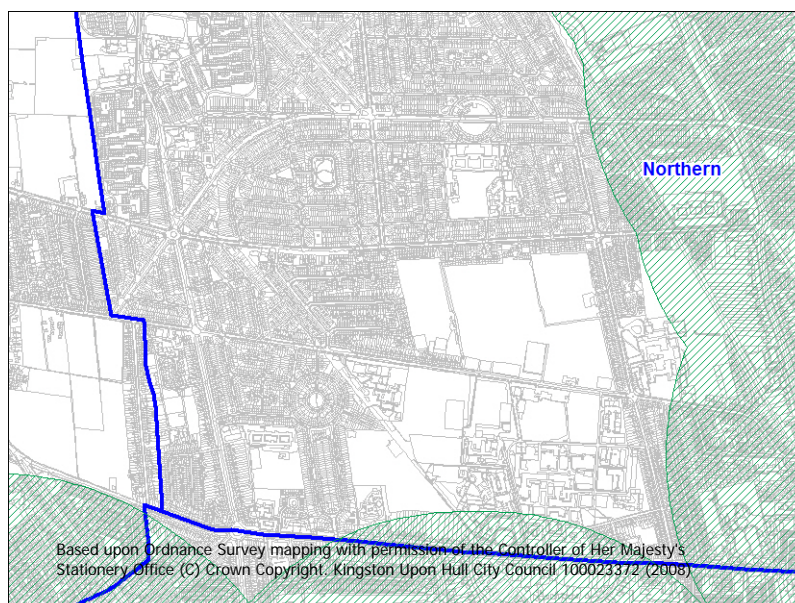 Northern
Based upon Ordnance Survey mapping with permission of the Controller of Her Majesty's
Stationery Office (C) Crown Copyright. Kingston Upon Hull City Council 100023372 (2008)